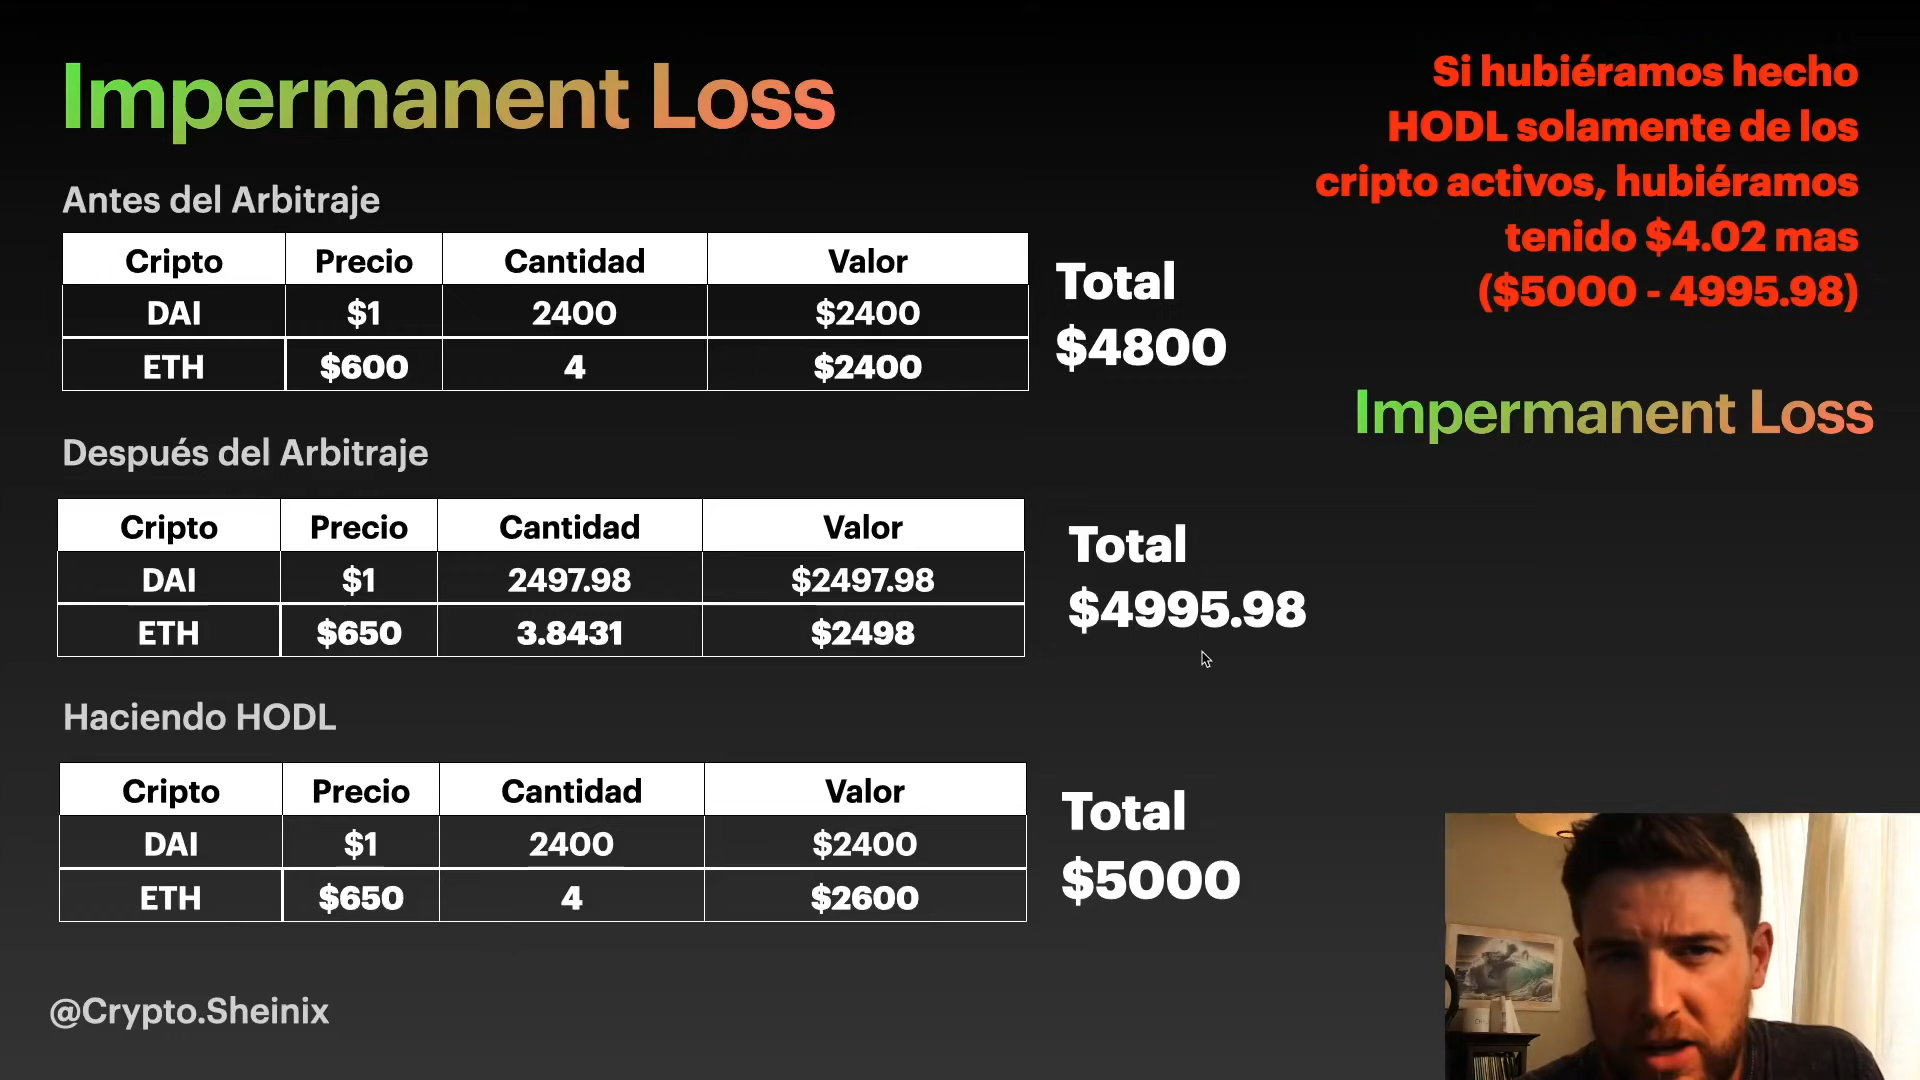 Impermanent Loss
Si hubiéramos hecho
HODL solamente de los
cripto activos, hubiéramos
tenido $4.02 mas
($5000 - 4995.98)
Impermanent Loss
Antes del Arbitraje
Cripto Precio Cantidad Valor
DAI $1 2400 $2400
ETH $600 4 $2400
Total
$4800
Después del Arbitraje
Cripto Precio Cantidad Valor
DAI $1 2497.98 $2497.98
ETH $650 3.8431 $2498
Total
$4995.98
Haciendo HODL
Cripto Precio Cantidad Valor
DAI $1 2400 $2400
ETH $650 4 $2600
Total
$5000
@Crypto.Sheinix